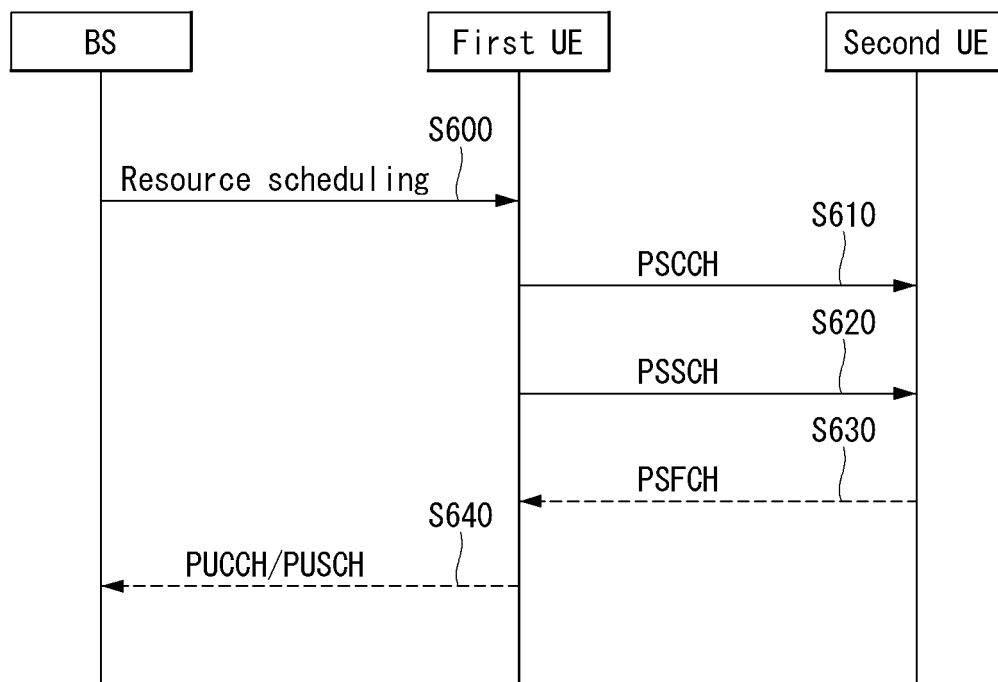 BS
First UE
Second UE
S600
Resource scheduling
S610
PSCCH
S620
PSSCH
S630
PSFCH
S640
PUCCH/PUSCH